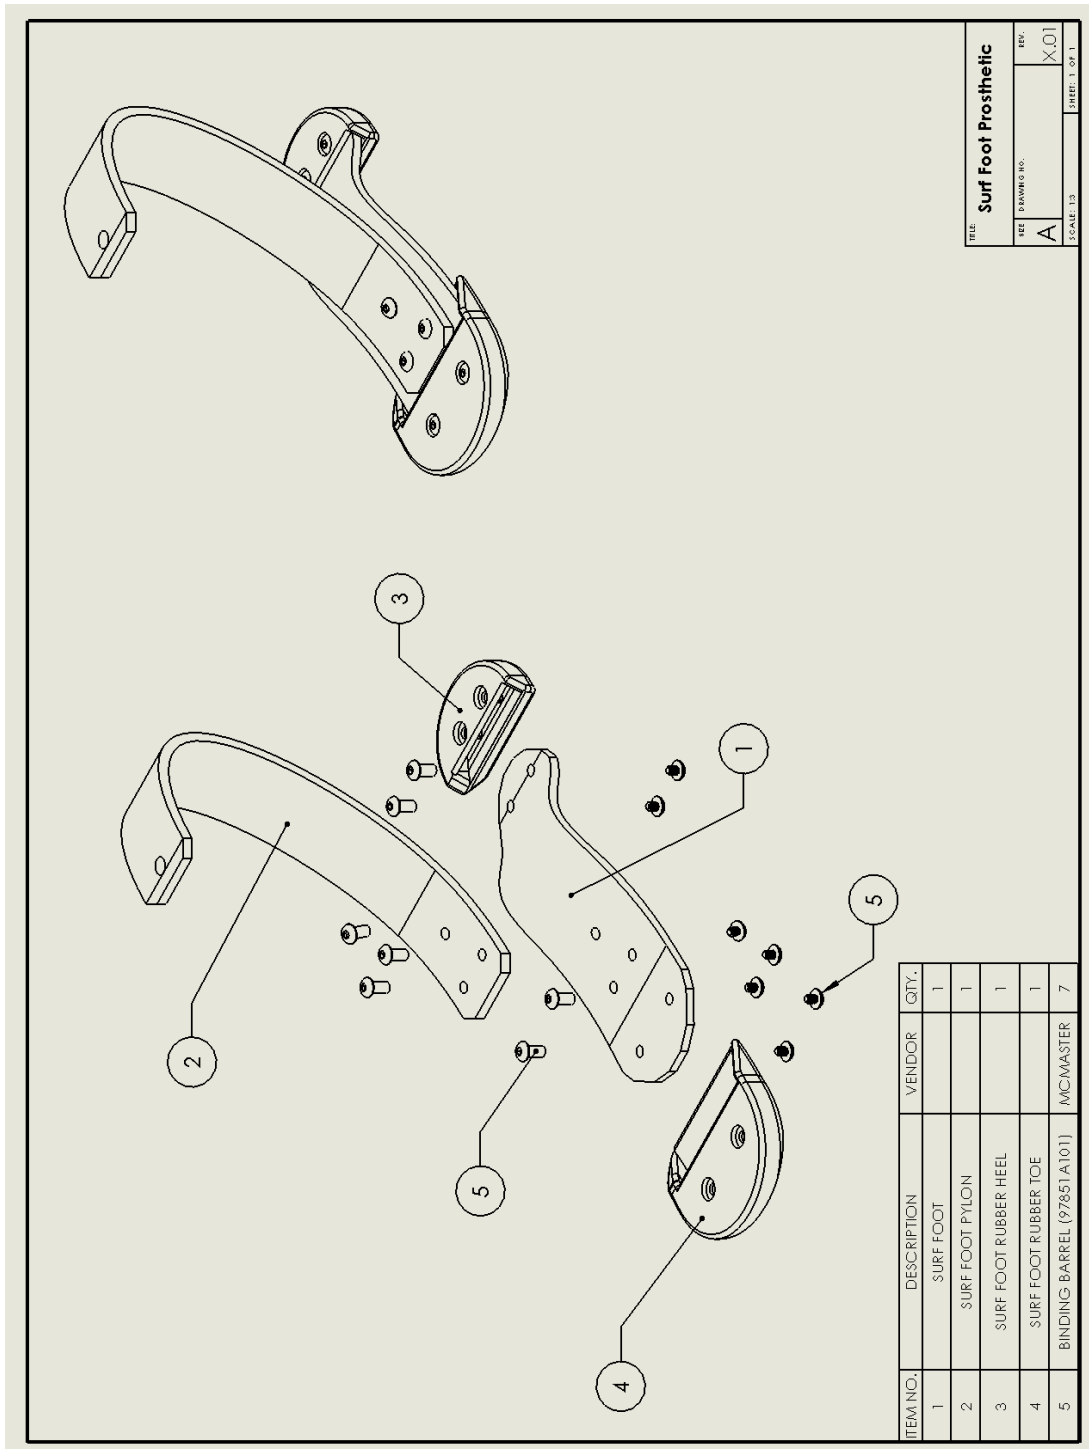 2
5
4
3
1
5
ITEM NO. DESCRIPTION VENDOR QTY.
1 SURF FOOT 1
2 SURF FOOT PYLON 1
3 SURF FOOT RUBBER HEEL 1
4 SURF FOOT RUBBER TOE 1
5 BINDING BARREL (97851A101) MCMASTER 7
TITLE:
Surf Foot Prosthetic
SIZE DRAWING NO. REV.
A X.01
SCALE: 1:3 SHEET: 1 OF 1